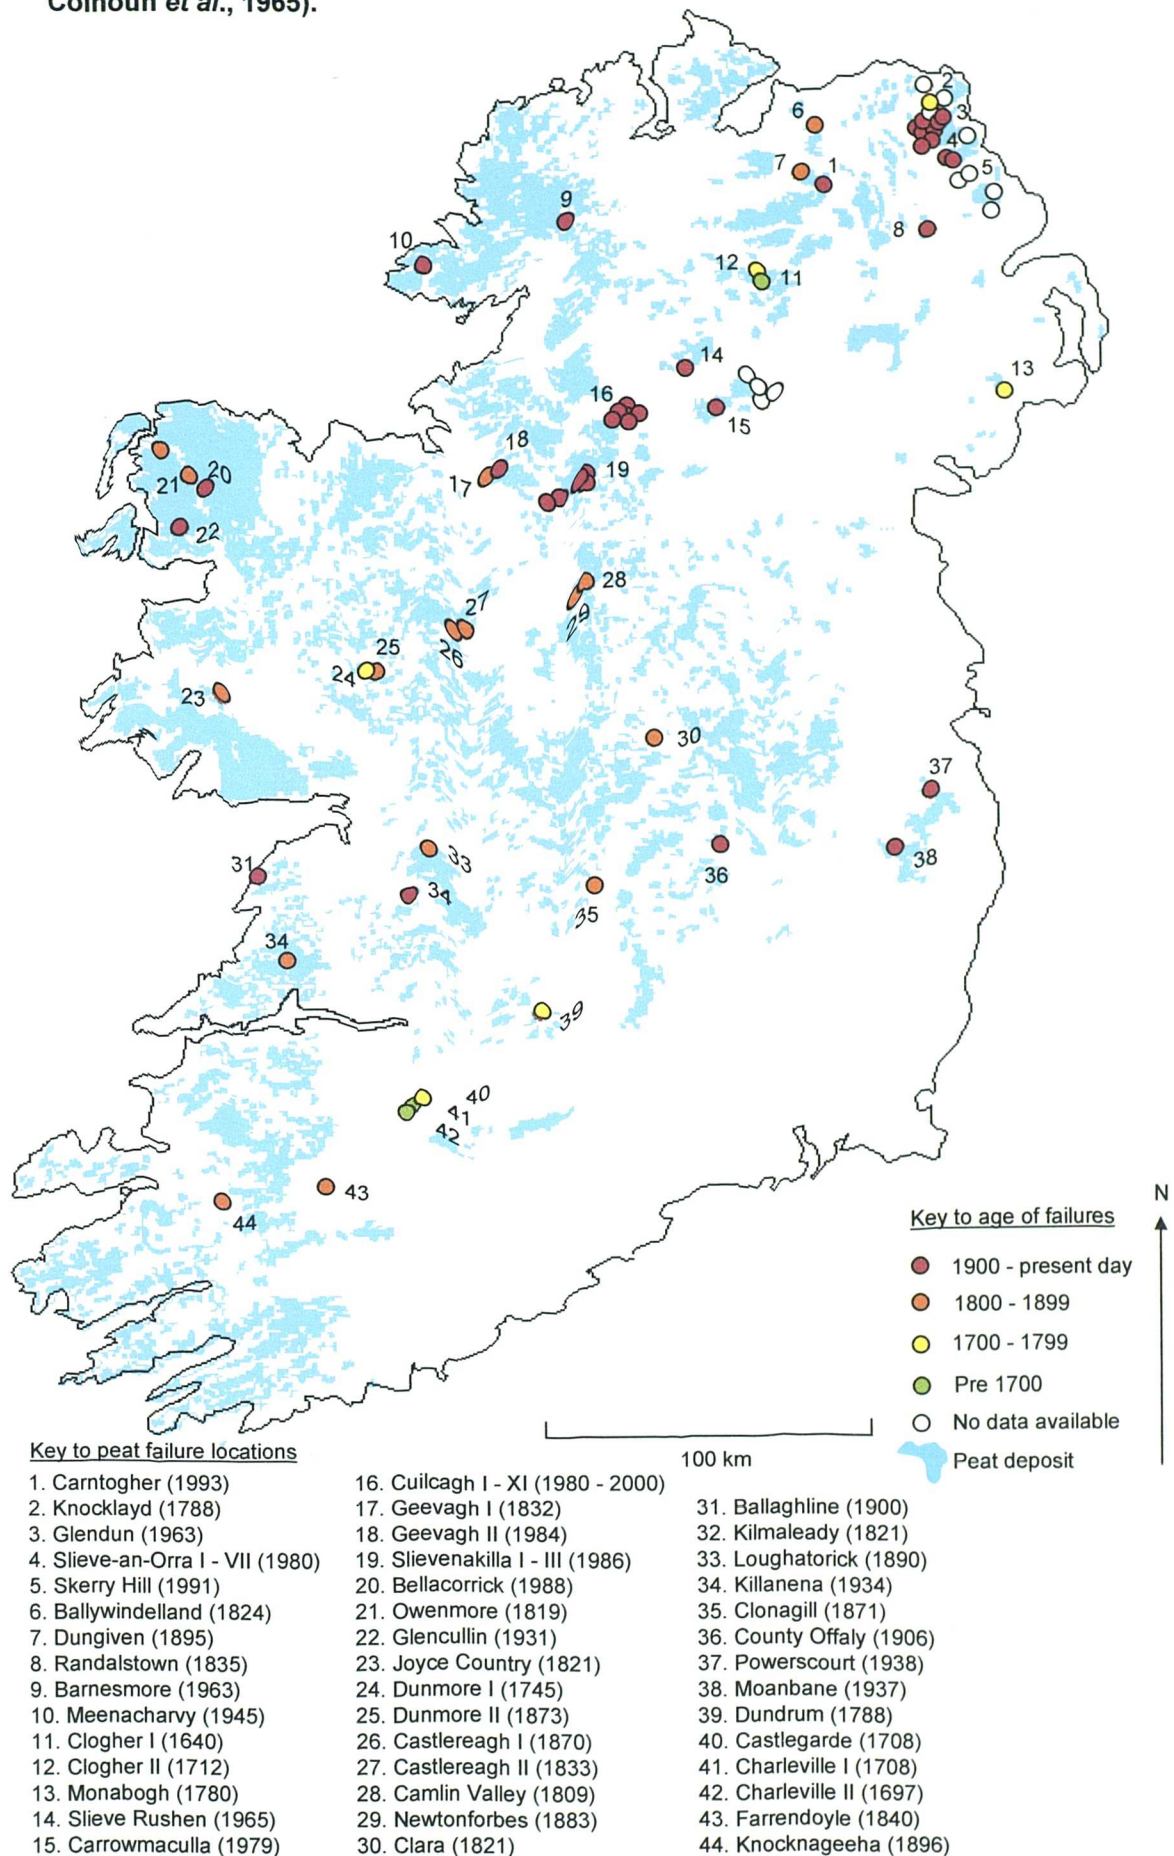 Colhoun et al., 1965).
2
6
3
4
7
1
5
9
8
10
12
11
14
13
16
15
18
19
17
20
21
22
28
27
29
26
25
24
23
30
37
31
33
38
34
36
35
34
39
40
41
42
43
44
N
Key to age of failures
1900 - present day
1800 - 1899
1700 - 1799
Pre 1700
No data available
Peat deposit
100 km
Key to peat failure locations
1. Carntogher (1993)
2. Knocklayd (1788)
3. Glendun (1963)
4. Slieve-an-Orra I - VII (1980)
5. Skerry Hill (1991)
6. Ballywindelland (1824)
7. Dungiven (1895)
8. Randalstown (1835)
9. Barnesmore (1963)
10. Meenacharvy (1945)
11. Clogher I (1640)
12. Clogher II (1712)
13. Monabogh (1780)
14. Slieve Rushen (1965)
15. Carrowmaculla (1979)
16. Cuilcagh I - XI (1980 - 2000)
17. Geevagh I (1832)
18. Geevagh II (1984)
19. Slievenakilla I - III (1986)
20. Bellacorrick (1988)
21. Owenmore (1819)
22. Glencullin (1931)
23. Joyce Country (1821)
24. Dunmore I (1745)
25. Dunmore II (1873)
26. Castlereagh I (1870)
27. Castlereagh II (1833)
28. Camlin Valley (1809)
29. Newtonforbes (1883)
30. Clara (1821)
31. Ballaghline (1900)
32. Kilmaleady (1821)
33. Loughatorick (1890)
34. Killanena (1934)
35. Clonagill (1871)
36. County Offaly (1906)
37. Powerscourt (1938)
38. Moanbane (1937)
39. Dundrum (1788)
40. Castlegarde (1708)
41. Charleville I (1708)
42. Charleville II (1697)
43. Farrendoyle (1840)
44. Knocknageeha (1896)